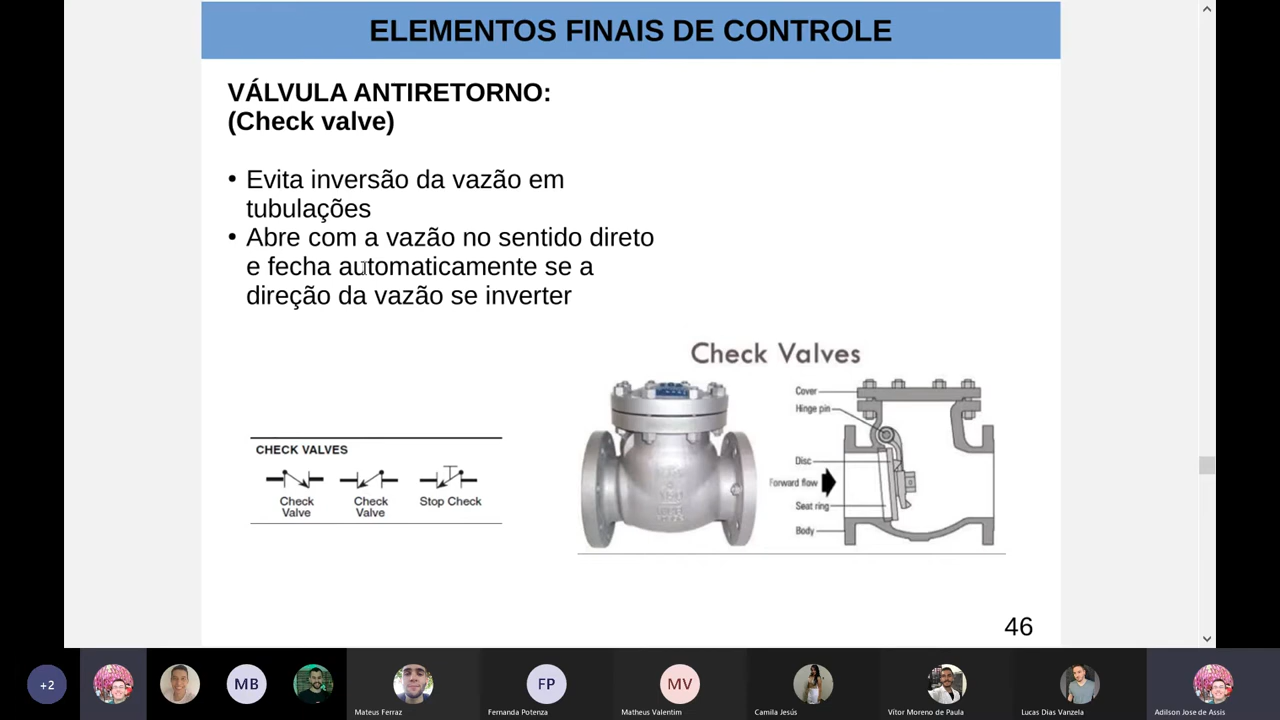 ELEMENTOS FINAIS DE CONTROLE
VÁLVULA ANTIRETORNO:
(Check valve)
• Evita inversão da vazão em
tubulações
• Abre com a vazão no sentido direto
e fecha automaticamente se a
direção da vazão se inverter
Check Valves
CHECK VALVES
Check
Valve
Check
Valve
Stop Check
Cover
Hinge pin
Disc
Forward flow
Seat ring
Body
46
+2
MB
FP
MV
Mateus Ferraz
Fernanda Potenza
Matheus Valentim
Camila Jesús
Vítor Moreno de Paula
Lucas Dias Vanzela
Adilson Jose de Assis